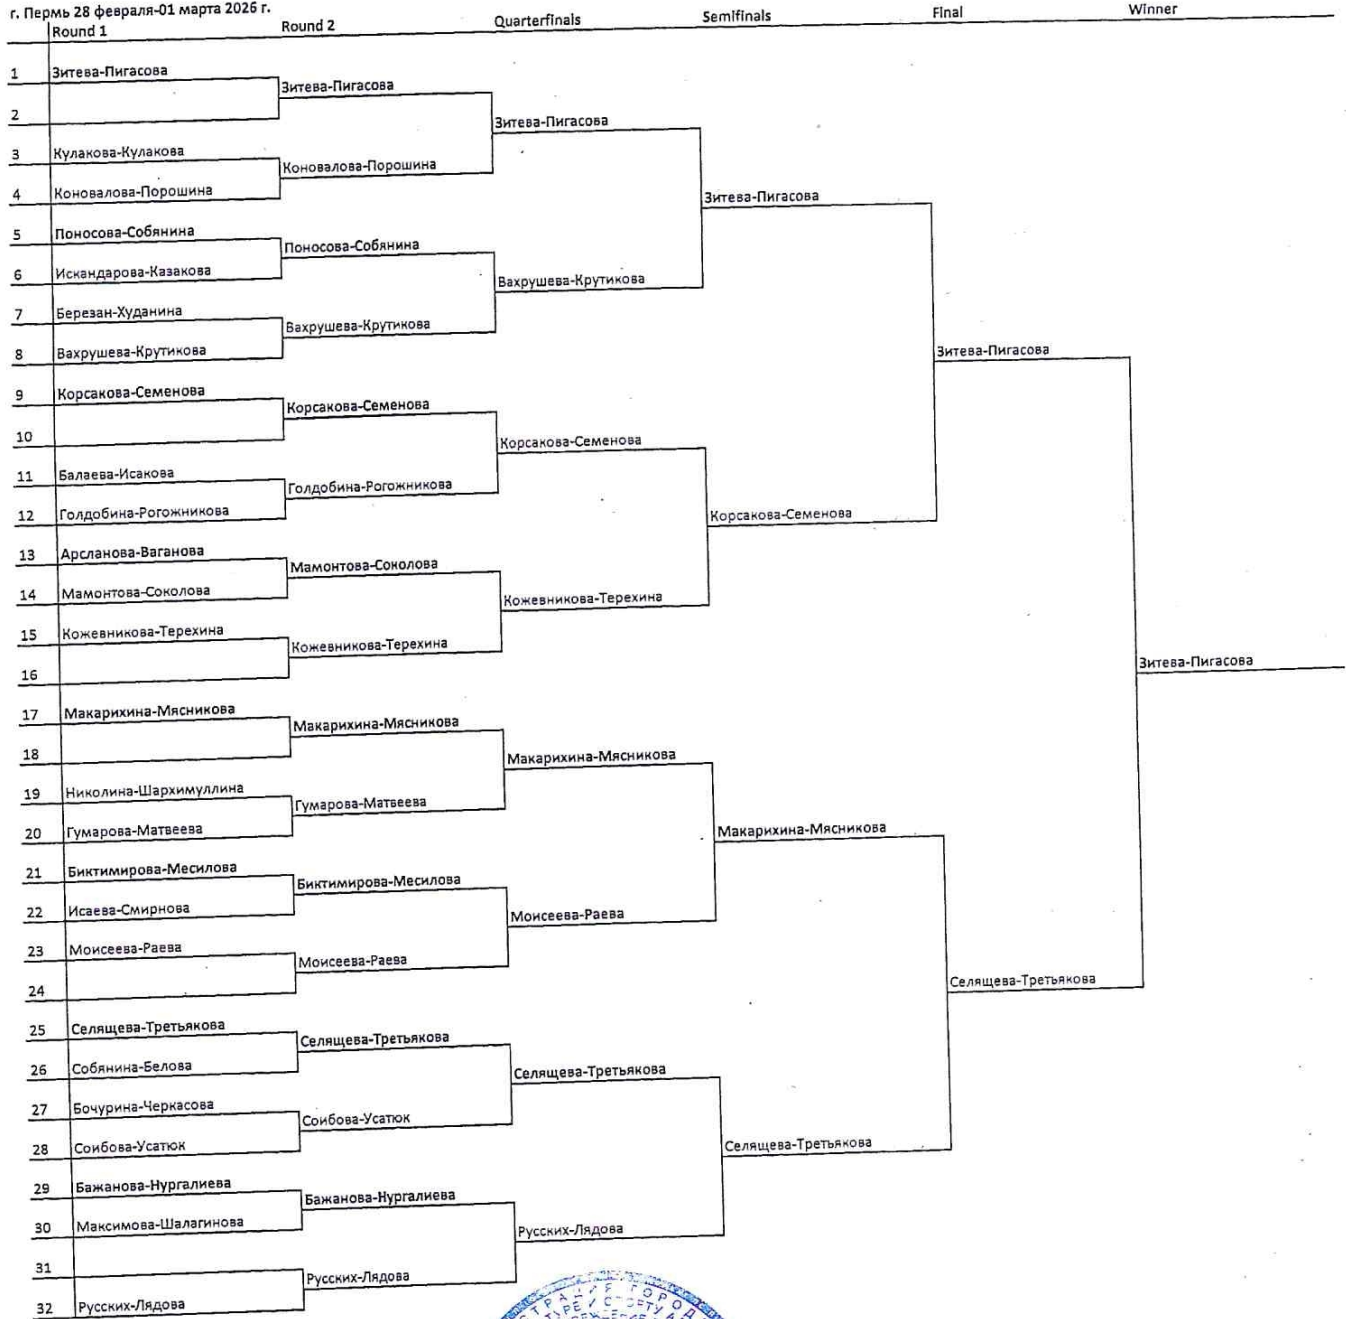 г. Пермь 28 февраля-01 марта 2026 г.
Round 1 Round 2 Quarterfinals Semifinals Final Winner
1 Зитева-Пигасова
Зитева-Пигасова
2
Зитева-Пигасова
3 Кулакова-Кулакова
Коновалова-Порошина
4 Коновалова-Порошина
Зитева-Пигасова
5 Поносова-Собянина
Поносова-Собянина
6 Искандарова-Казакова
Вахрушева-Крутикова
7 Березан-Худанина
Вахрушева-Крутикова
8 Вахрушева-Крутикова
Зитева-Пигасова
9 Корсакова-Семенова
Корсакова-Семенова
10
Корсакова-Семенова
11 Балаева-Исакова
Голдобина-Рогожникова
12 Голдобина-Рогожникова
Корсакова-Семенова
13 Арсланова-Ваганова
Мамонтова-Соколова
14 Мамонтова-Соколова
Кожевникова-Терехина
15 Кожевникова-Терехина
Кожевникова-Терехина
16
Зитева-Пигасова
17 Макарихина-Мясникова
Макарихина-Мясникова
18
Макарихина-Мясникова
19 Николина-Шархимуллина
Гумарова-Матвеева
20 Гумарова-Матвеева
Макарихина-Мясникова
21 Биктимирова-Месилова
Биктимирова-Месилова
22 Исаева-Смирнова
Моисеева-Раева
23 Моисеева-Раева
Моисеева-Раева
24
Селящева-Третьякова
25 Селящева-Третьякова
Селящева-Третьякова
26 Собянина-Белова
Селящева-Третьякова
27 Бочурина-Черкасова
Соибова-Усатюк
28 Соибова-Усатюк
Селящева-Третьякова
29 Бажанова-Нургалиева
Бажанова-Нургалиева
30 Максимова-Шалагинова
Русских-Лядова
31
Русских-Лядова
32 Русских-Лядова